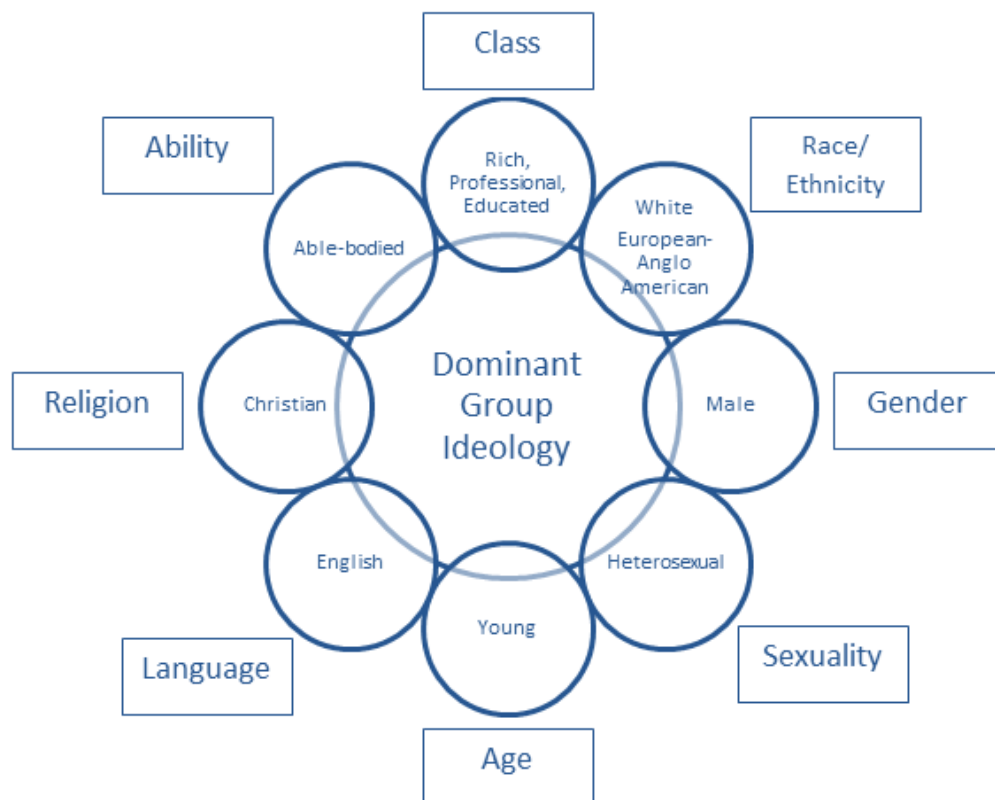 Class
Rich,
Professional,
Educated
Race/
Ethnicity
White
European-
Anglo
American
Gender
Male
Sexuality
Heterosexual
Age
Young
Language
English
Religion
Christian
Ability
Able-bodied
Dominant
Group
Ideology